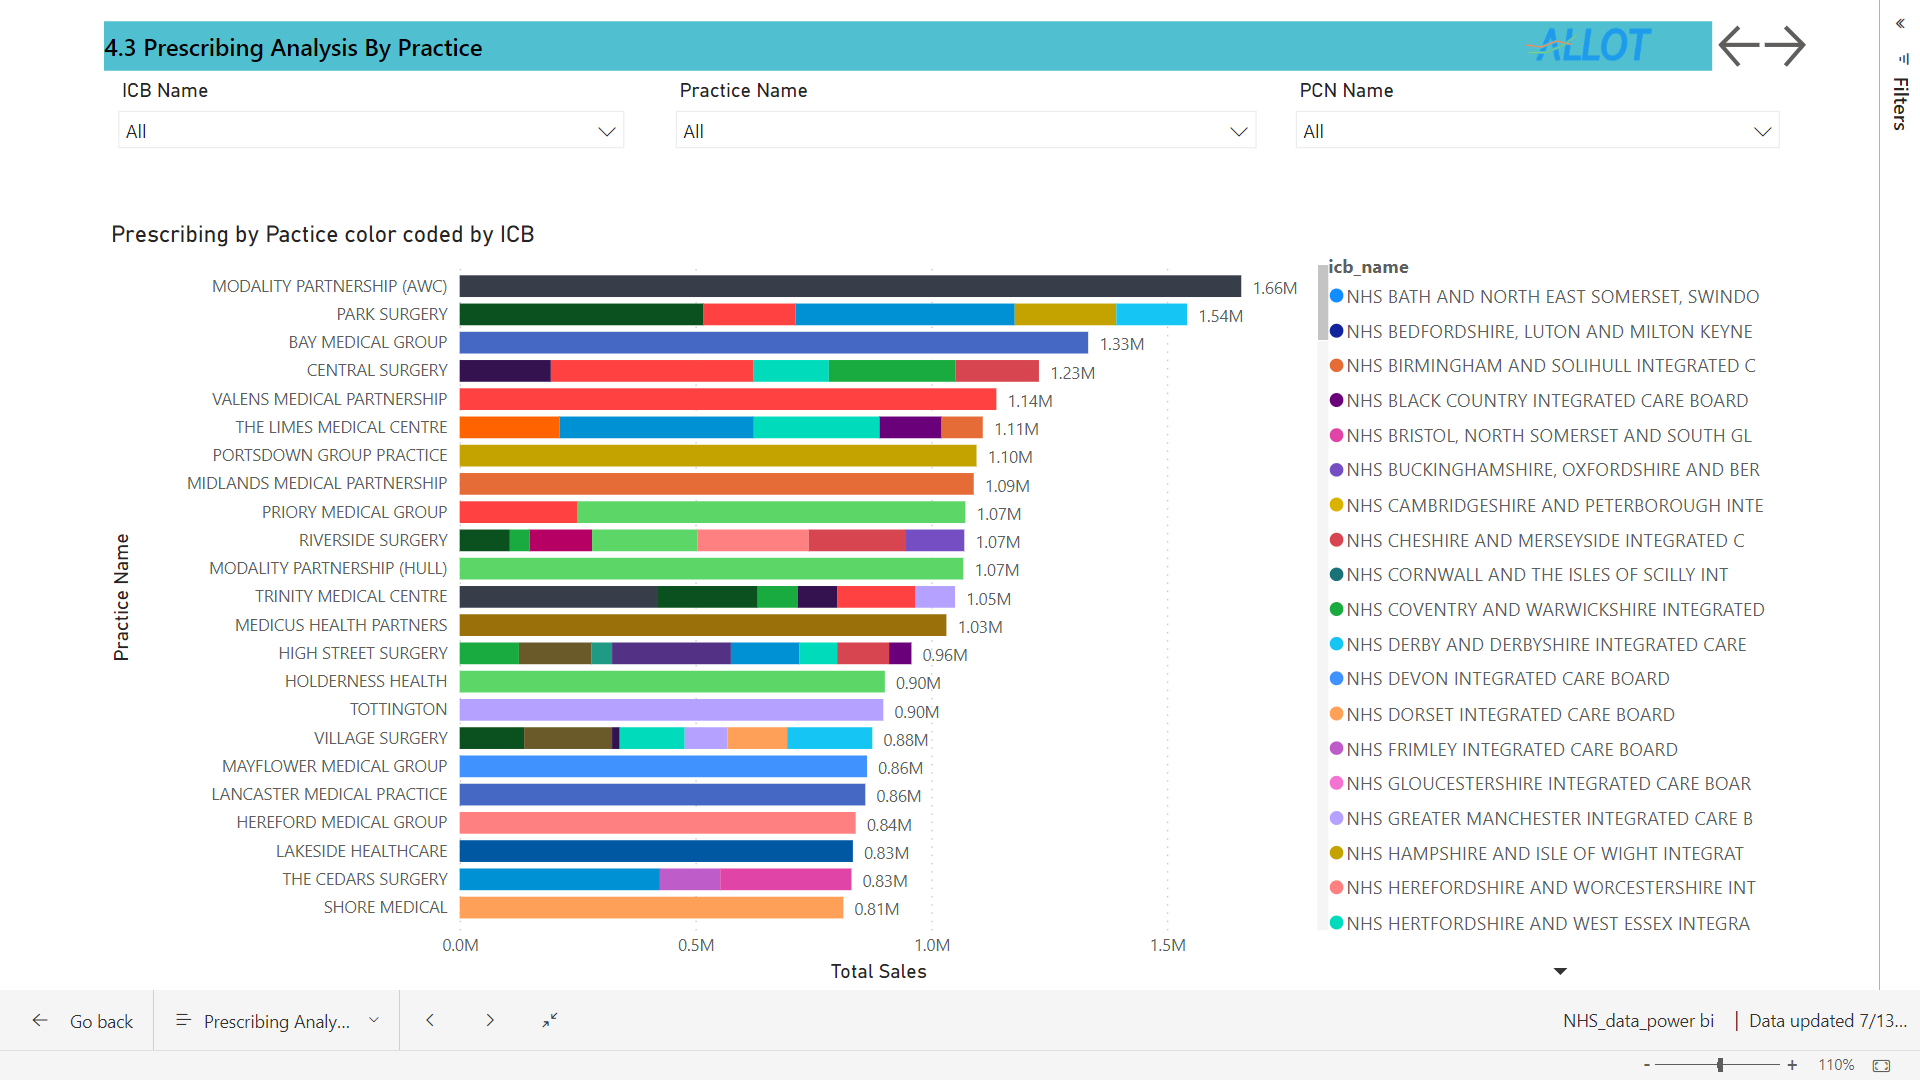 4.3 Prescribing Analysis By Practice
ALLOT
Filters
ICB Name
Practice Name
PCN Name
All
All
All
Prescribing by Pactice color coded by ICB
Practice Name
MODALITY PARTNERSHIP (AWC) 1.66M
PARK SURGERY 1.54M
BAY MEDICAL GROUP 1.33M
CENTRAL SURGERY 1.23M
VALENS MEDICAL PARTNERSHIP 1.14M
THE LIMES MEDICAL CENTRE 1.11M
PORTSDOWN GROUP PRACTICE 1.10M
MIDLANDS MEDICAL PARTNERSHIP 1.09M
PRIORY MEDICAL GROUP 1.07M
RIVERSIDE SURGERY 1.07M
MODALITY PARTNERSHIP (HULL) 1.07M
TRINITY MEDICAL CENTRE 1.05M
MEDICUS HEALTH PARTNERS 1.03M
HIGH STREET SURGERY 0.96M
HOLDERNESS HEALTH 0.90M
TOTTINGTON 0.90M
VILLAGE SURGERY 0.88M
MAYFLOWER MEDICAL GROUP 0.86M
LANCASTER MEDICAL PRACTICE 0.86M
HEREFORD MEDICAL GROUP 0.84M
LAKESIDE HEALTHCARE 0.83M
THE CEDARS SURGERY 0.83M
SHORE MEDICAL 0.81M
0.0M 0.5M 1.0M 1.5M
Total Sales
icb_name
NHS BATH AND NORTH EAST SOMERSET, SWINDO
NHS BEDFORDSHIRE, LUTON AND MILTON KEYNE
NHS BIRMINGHAM AND SOLIHULL INTEGRATED C
NHS BLACK COUNTRY INTEGRATED CARE BOARD
NHS BRISTOL, NORTH SOMERSET AND SOUTH GL
NHS BUCKINGHAMSHIRE, OXFORDSHIRE AND BER
NHS CAMBRIDGESHIRE AND PETERBOROUGH INTE
NHS CHESHIRE AND MERSEYSIDE INTEGRATED C
NHS CORNWALL AND THE ISLES OF SCILLY INT
NHS COVENTRY AND WARWICKSHIRE INTEGRATED
NHS DERBY AND DERBYSHIRE INTEGRATED CARE
NHS DEVON INTEGRATED CARE BOARD
NHS DORSET INTEGRATED CARE BOARD
NHS FRIMLEY INTEGRATED CARE BOARD
NHS GLOUCESTERSHIRE INTEGRATED CARE BOAR
NHS GREATER MANCHESTER INTEGRATED CARE B
NHS HAMPSHIRE AND ISLE OF WIGHT INTEGRAT
NHS HEREFORDSHIRE AND WORCESTERSHIRE INT
NHS HERTFORDSHIRE AND WEST ESSEX INTEGRA
Go back
Prescribing Analy...
NHS_data_power bi | Data updated 7/13...
- + 110%